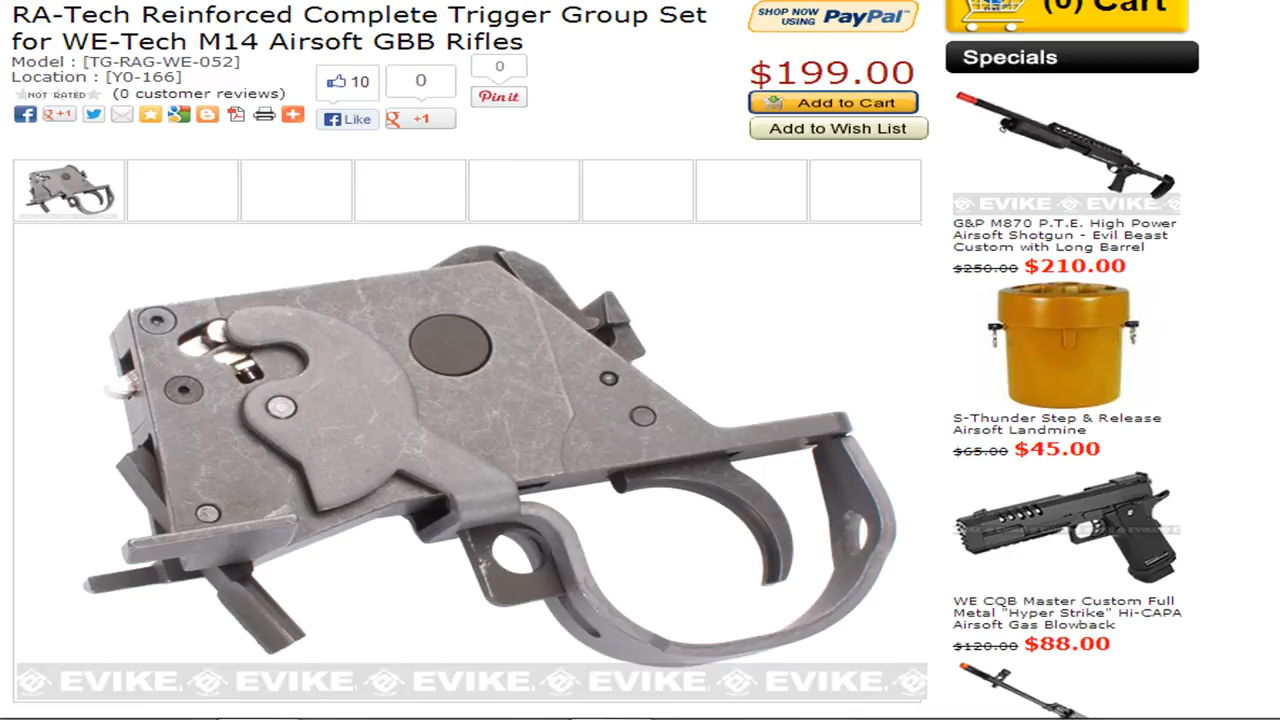 RA-Tech Reinforced Complete Trigger Group Set
for WE-Tech M14 Airsoft GBB Rifles
Model : [TG-RAG-WE-052]
Location : [Y0-166]
NOT RATED (0 customer reviews)
10
0
0
Pin it
+1
Like
+1
SHOP NOW USING PayPal
$199.00
Add to Cart
Add to Wish List
(0) Cart
Specials
EVIKE EVIKE
G&P M870 P.T.E. High Power
Airsoft Shotgun - Evil Beast
Custom with Long Barrel
$250.00 $210.00
S-Thunder Step & Release
Airsoft Landmine
$65.00 $45.00
WE CQB Master Custom Full
Metal "Hyper Strike" Hi-CAPA
Airsoft Gas Blowback
$120.00 $88.00
EVIKE EVIKE EVIKE EVIKE EVIKE